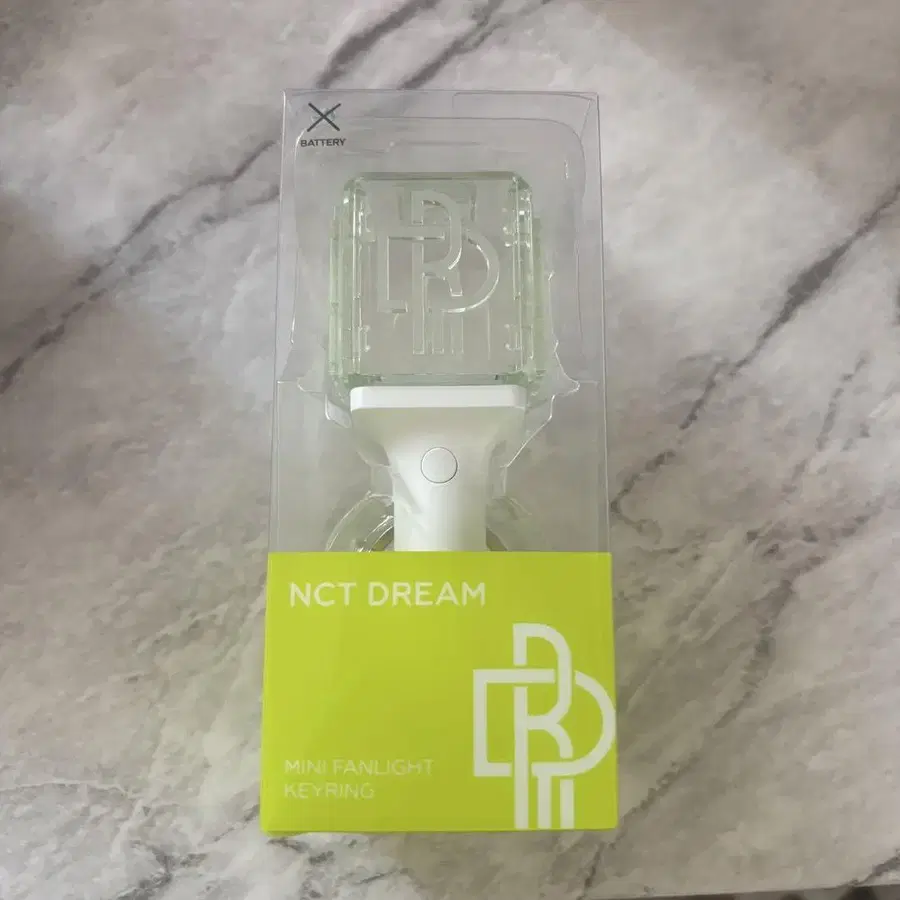 BATTERY
NCT DREAM
MINI FANLIGHT
KEYRING